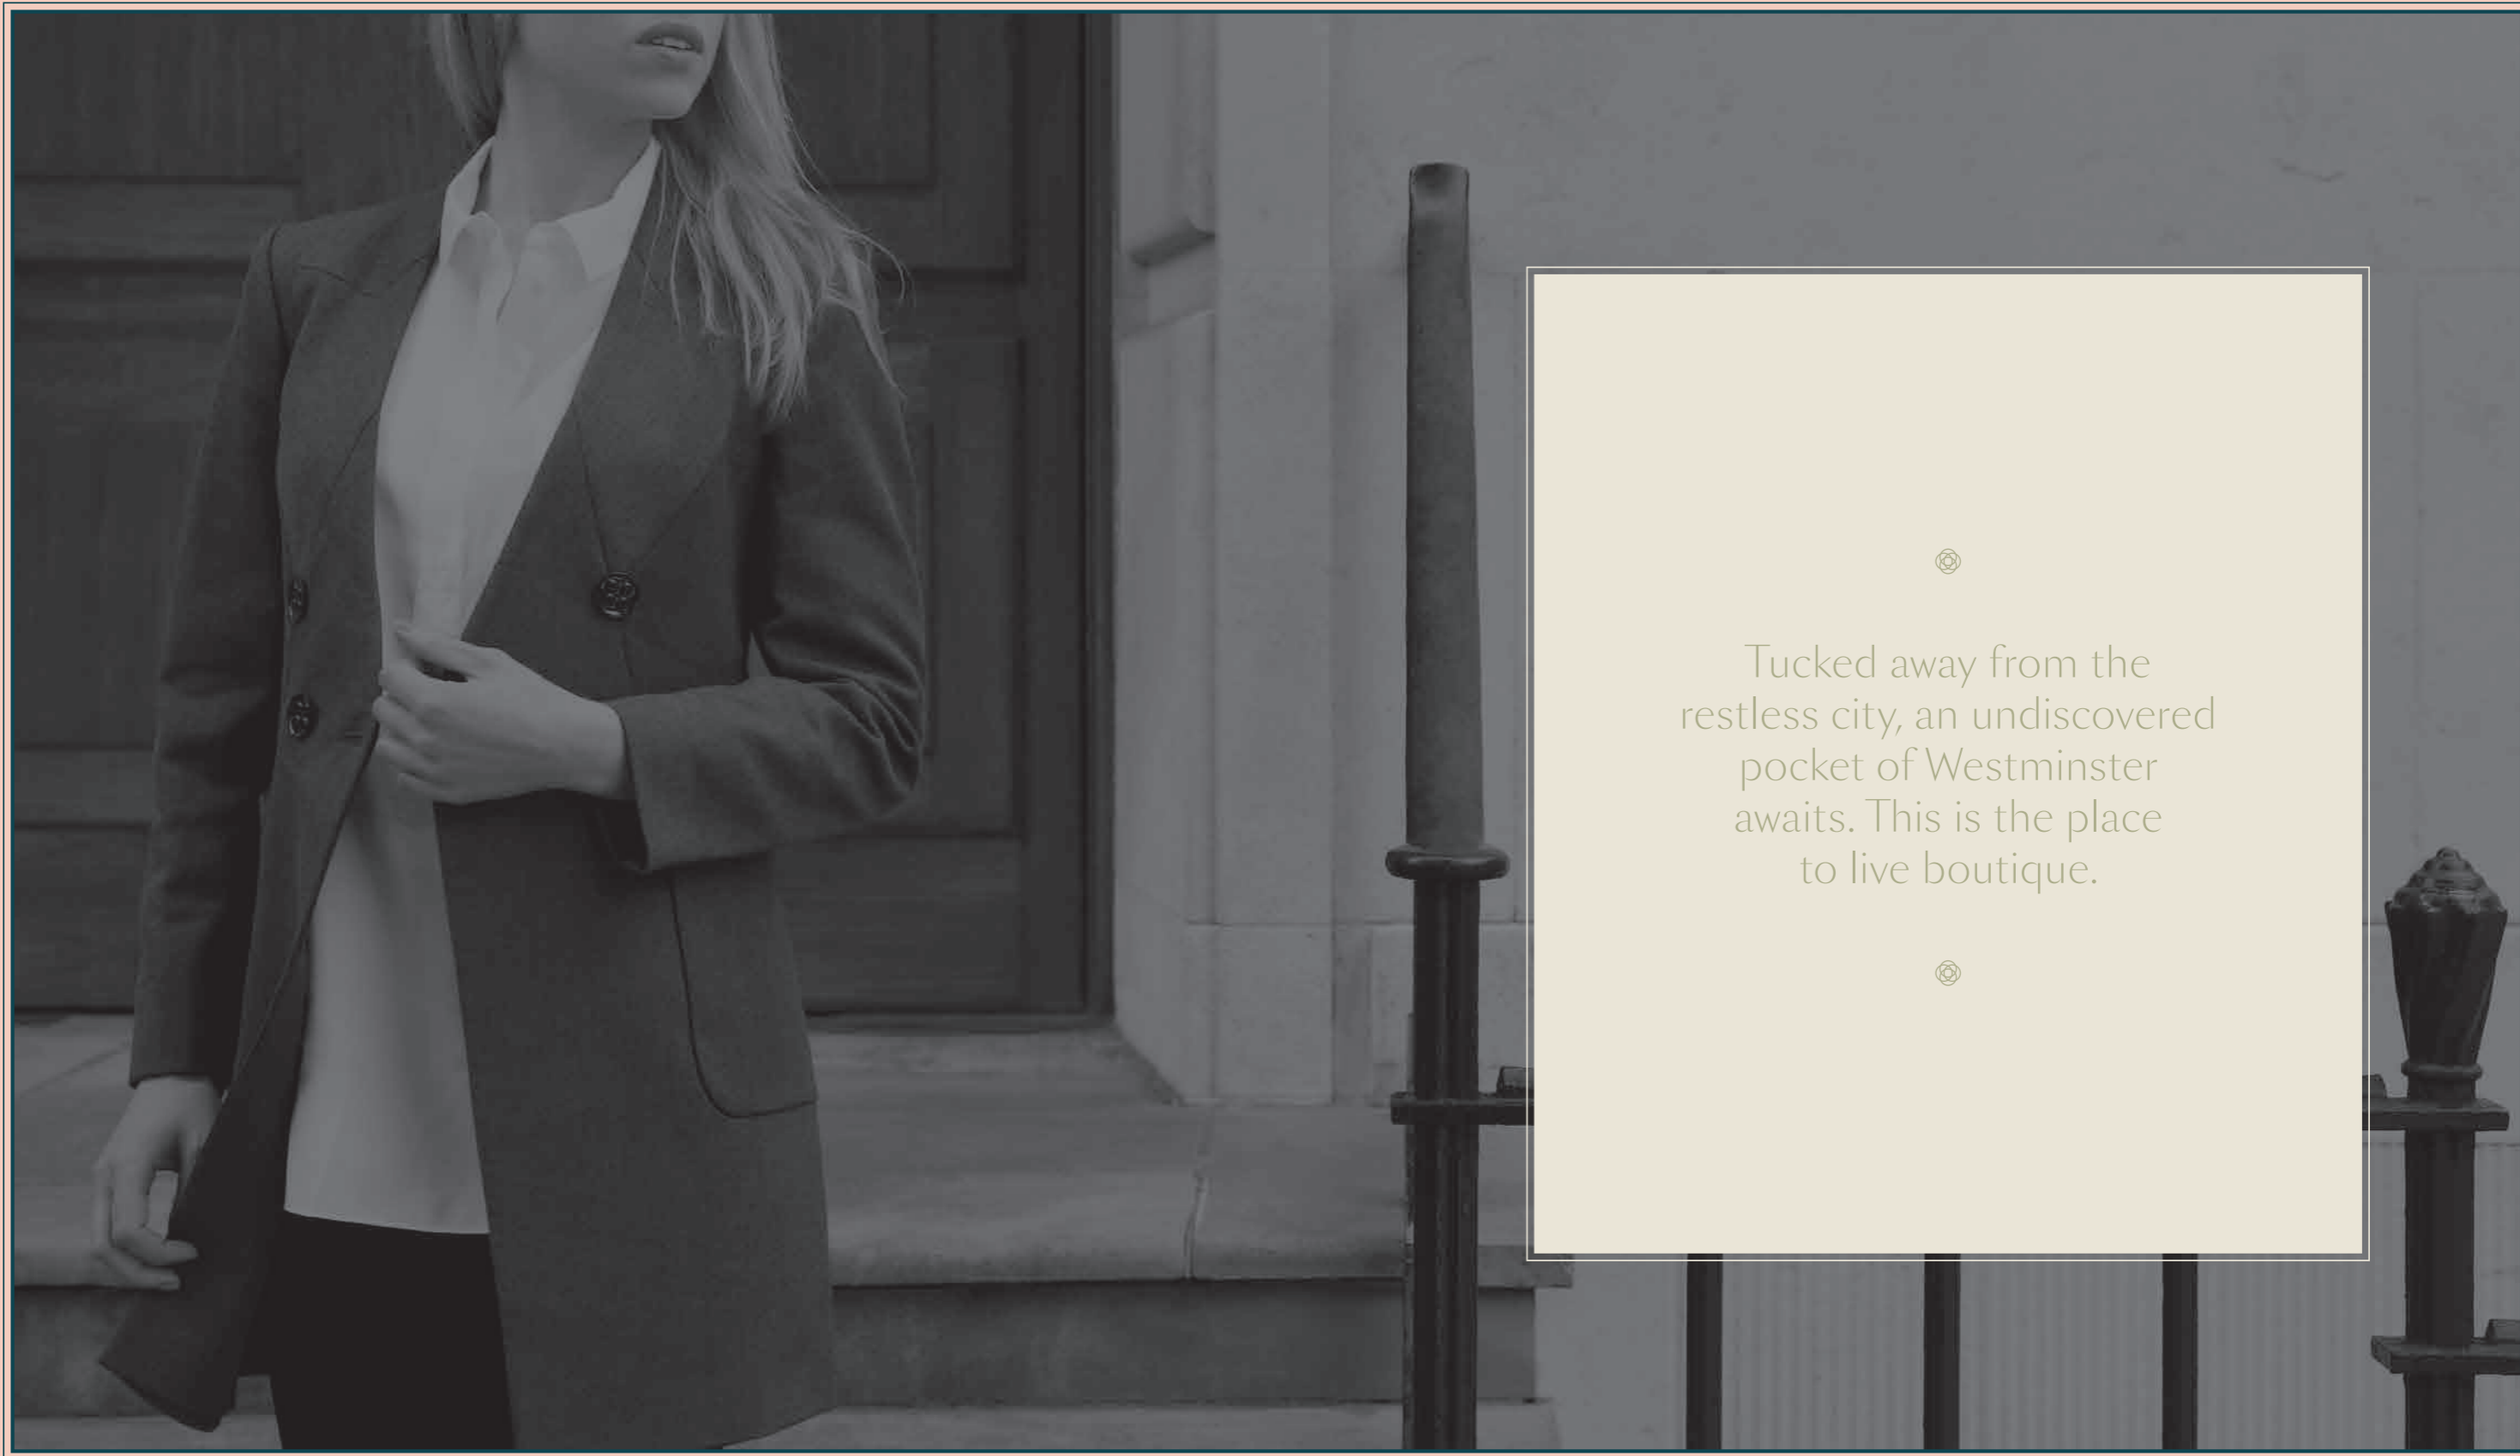 Tucked away from the
restless city, an undiscovered
pocket of Westminster
awaits. This is the place
to live boutique.